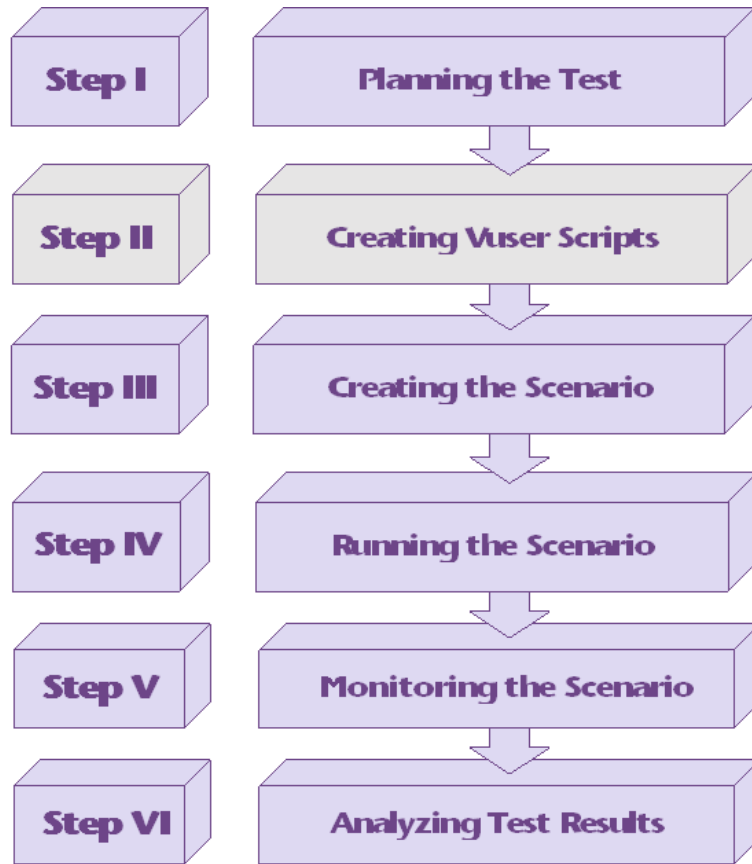 Step I
Planning the Test
Step II
Creating Vuser Scripts
Step III
Creating the Scenario
Step IV
Running the Scenario
Step V
Monitoring the Scenario
Step VI
Analyzing Test Results